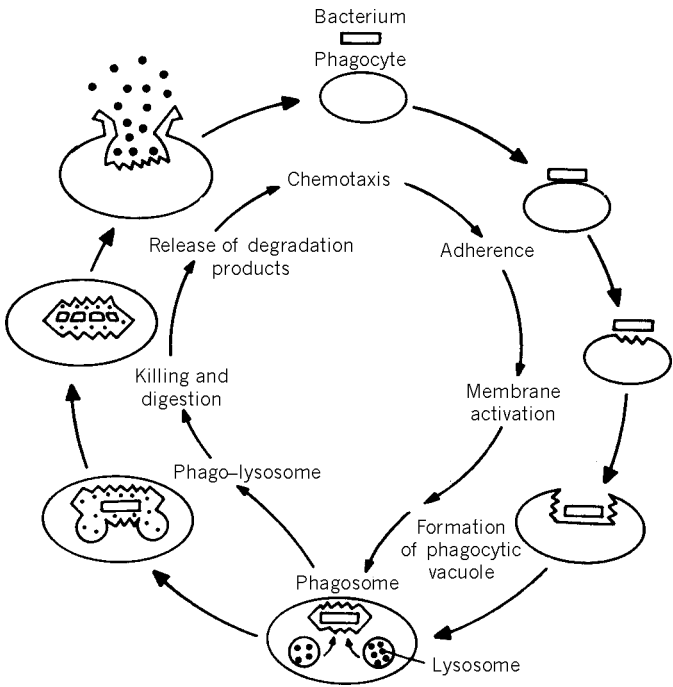 Bacterium
Phagocyte
Chemotaxis
Adherence
Membrane
activation
Formation
of phagocytic
vacuole
Phagosome
Lysosome
Phago–lysosome
Killing and
digestion
Release of degradation
products